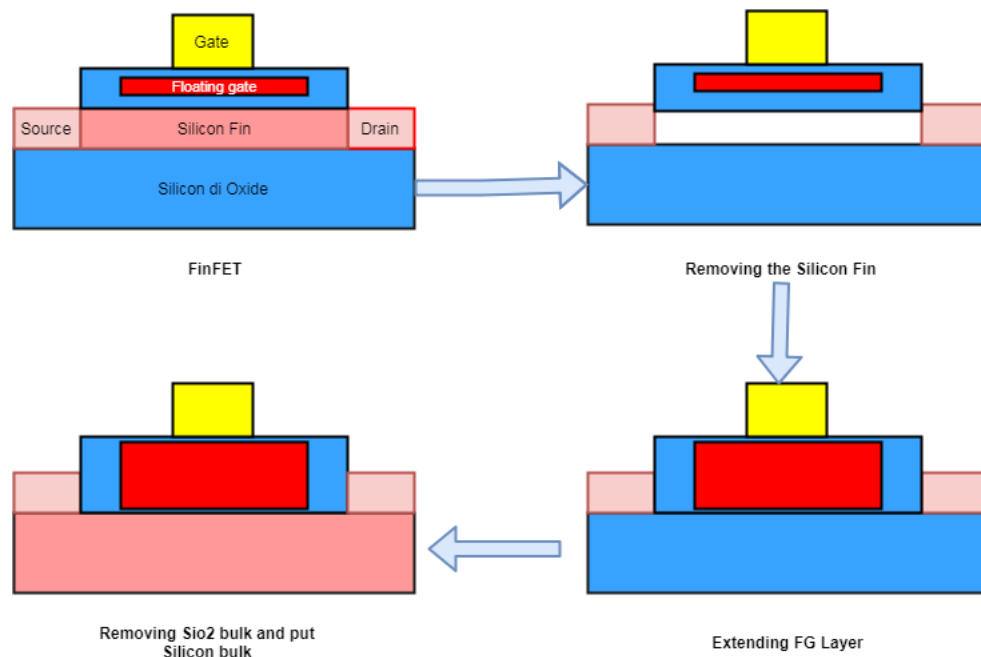 Gate
Floating gate
Source
Silicon Fin
Drain
Silicon di Oxide
FinFET
Removing the Silicon Fin
Removing Sio2 bulk and put
Silicon bulk
Extending FG Layer